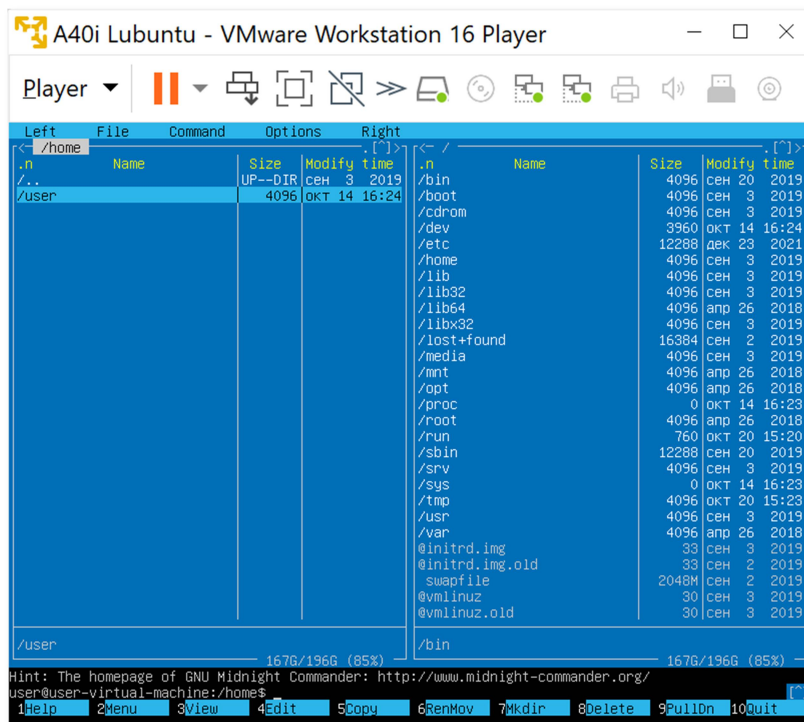 A40i Lubuntu - VMware Workstation 16 Player
Player
Left File Command Options Right
/home
.[^]>
.n Name Size Modify time
/.. UP--DIR сен 3 2019
/user 4096 окт 14 16:24
/user
167G/196G (85%)
/
.[^]>
.n Name Size Modify time
/bin 4096 сен 20 2019
/boot 4096 сен 3 2019
/cdrom 4096 сен 3 2019
/dev 3960 окт 14 16:24
/etc 12288 дек 23 2021
/home 4096 сен 3 2019
/lib 4096 сен 3 2019
/lib32 4096 сен 3 2019
/lib64 4096 апр 26 2018
/libx32 4096 сен 3 2019
/lost+found 16384 сен 2 2019
/media 4096 сен 3 2019
/mnt 4096 апр 26 2018
/opt 4096 апр 26 2018
/proc 0 окт 14 16:23
/root 4096 апр 26 2018
/run 760 окт 20 15:20
/sbin 12288 сен 20 2019
/srv 4096 сен 3 2019
/sys 0 окт 14 16:23
/tmp 4096 окт 20 15:23
/usr 4096 сен 3 2019
/var 4096 апр 26 2018
@initrd.img 33 сен 3 2019
@initrd.img.old 33 сен 2 2019
swapfile 2048M сен 2 2019
@vmlinuz 30 сен 3 2019
@vmlinuz.old 30 сен 3 2019
/bin
167G/196G (85%)
Hint: The homepage of GNU Midnight Commander: http://www.midnight-commander.org/
user@user-virtual-machine:/home$ _
[^]
1Help 2Menu 3View 4Edit 5Copy 6RenMov 7Mkdir 8Delete 9PullDn 10Quit